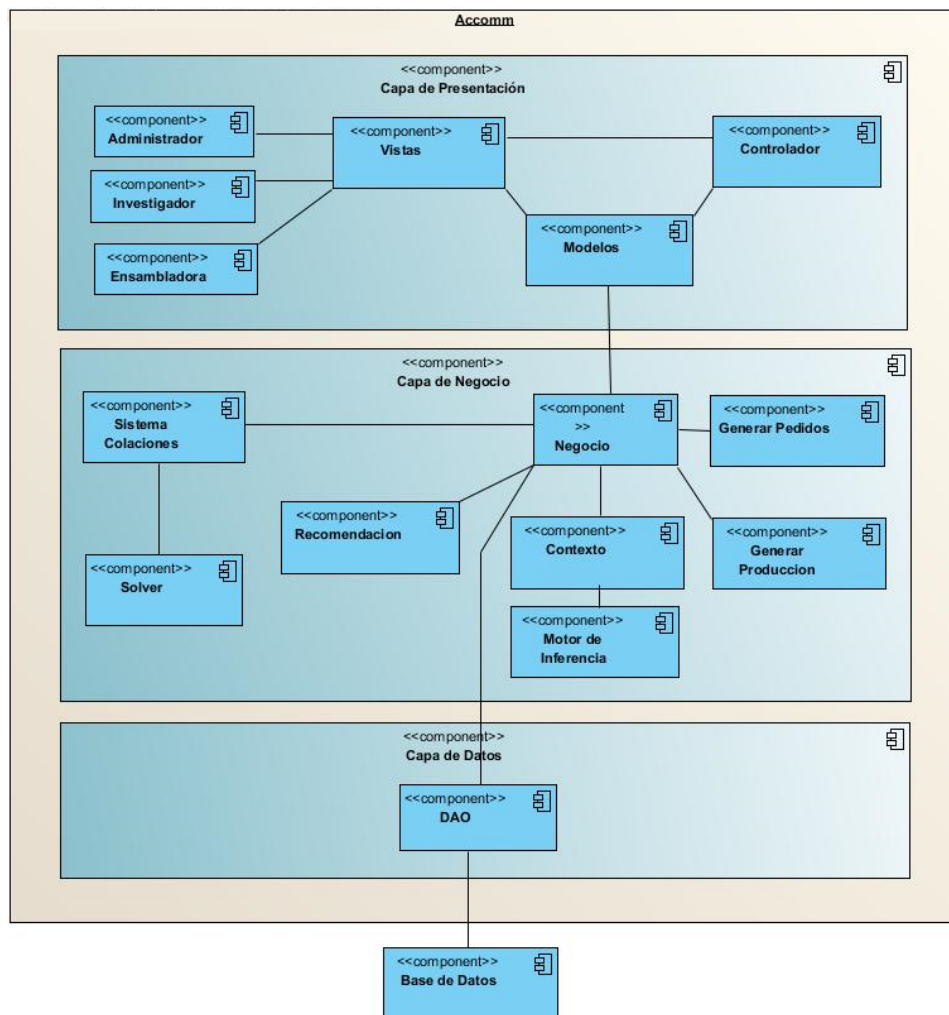 Accomm
<<component>>
Capa de Presentación
<<component>>
Administrador
<<component>>
Vistas
<<component>>
Controlador
<<component>>
Investigador
<<component>>
Modelos
<<component>>
Ensambladora
<<component>>
Capa de Negocio
<<component>>
Sistema
Colaciones
<<component
>>
Negocio
<<component>>
Generar Pedidos
<<component>>
Recomendacion
<<component>>
Contexto
<<component>>
Generar
Produccion
<<component>>
Solver
<<component>>
Motor de
Inferencia
<<component>>
Capa de Datos
<<component>>
DAO
<<component>>
Base de Datos